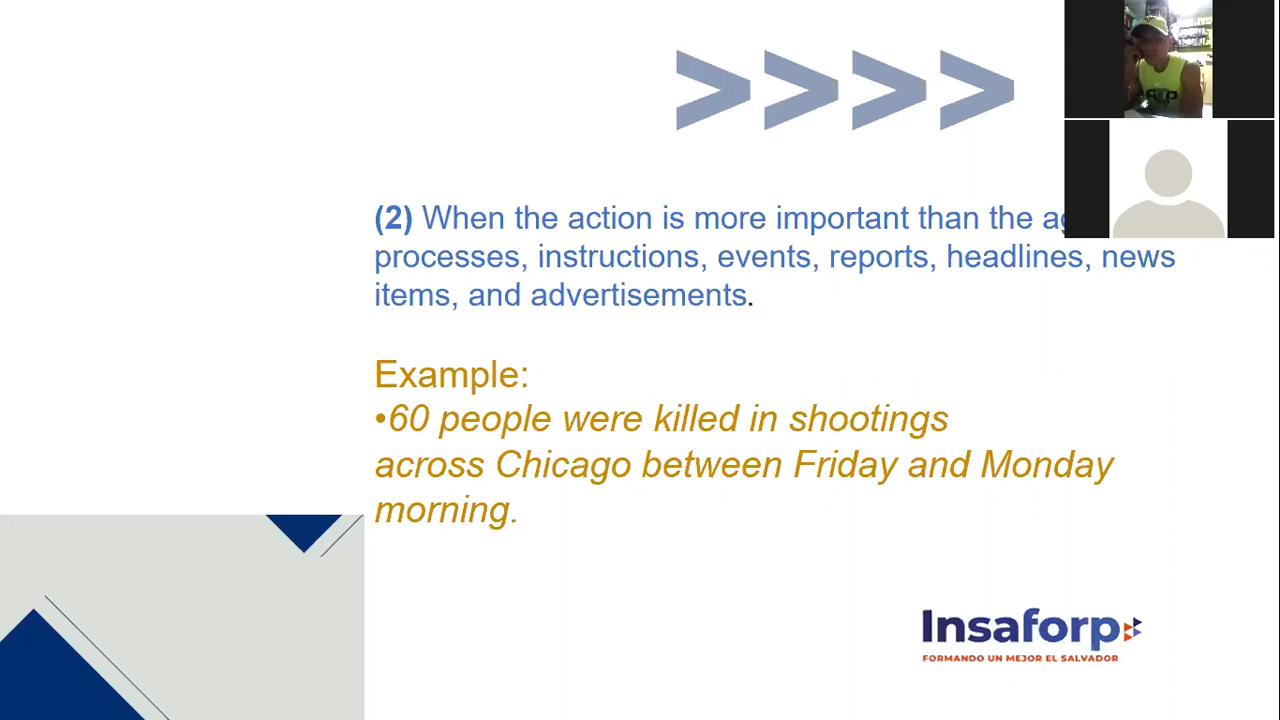 >>>>
(2) When the action is more important than the
processes, instructions, events, reports, headlines, news
items, and advertisements.
Example:
•60 people were killed in shootings
across Chicago between Friday and Monday
morning.
Insaforp
FORMANDO UN MEJOR EL SALVADOR